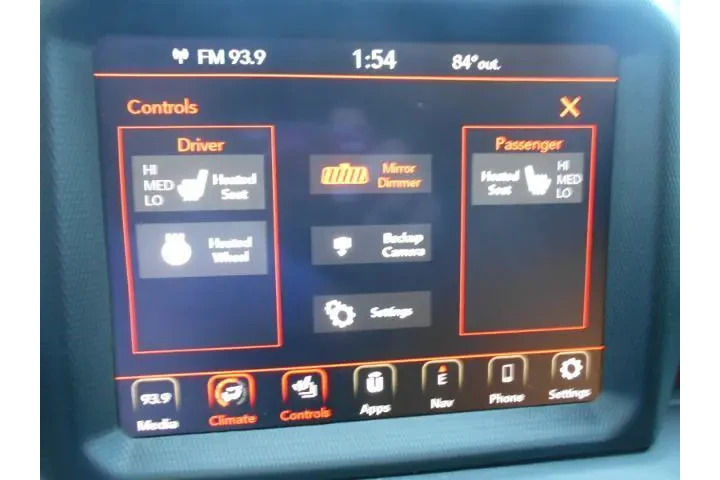 FM 93.9 1:54 84° out.
Controls X
Driver
HI
MED
LO
Heated
Seat
Heated
Wheel
Mirror
Dimmer
Backup
Camera
Settings
Passenger
Heated
Seat
HI
MED
LO
93.9
Media
Climate
Controls
Apps
E
Nav
Phone
Settings